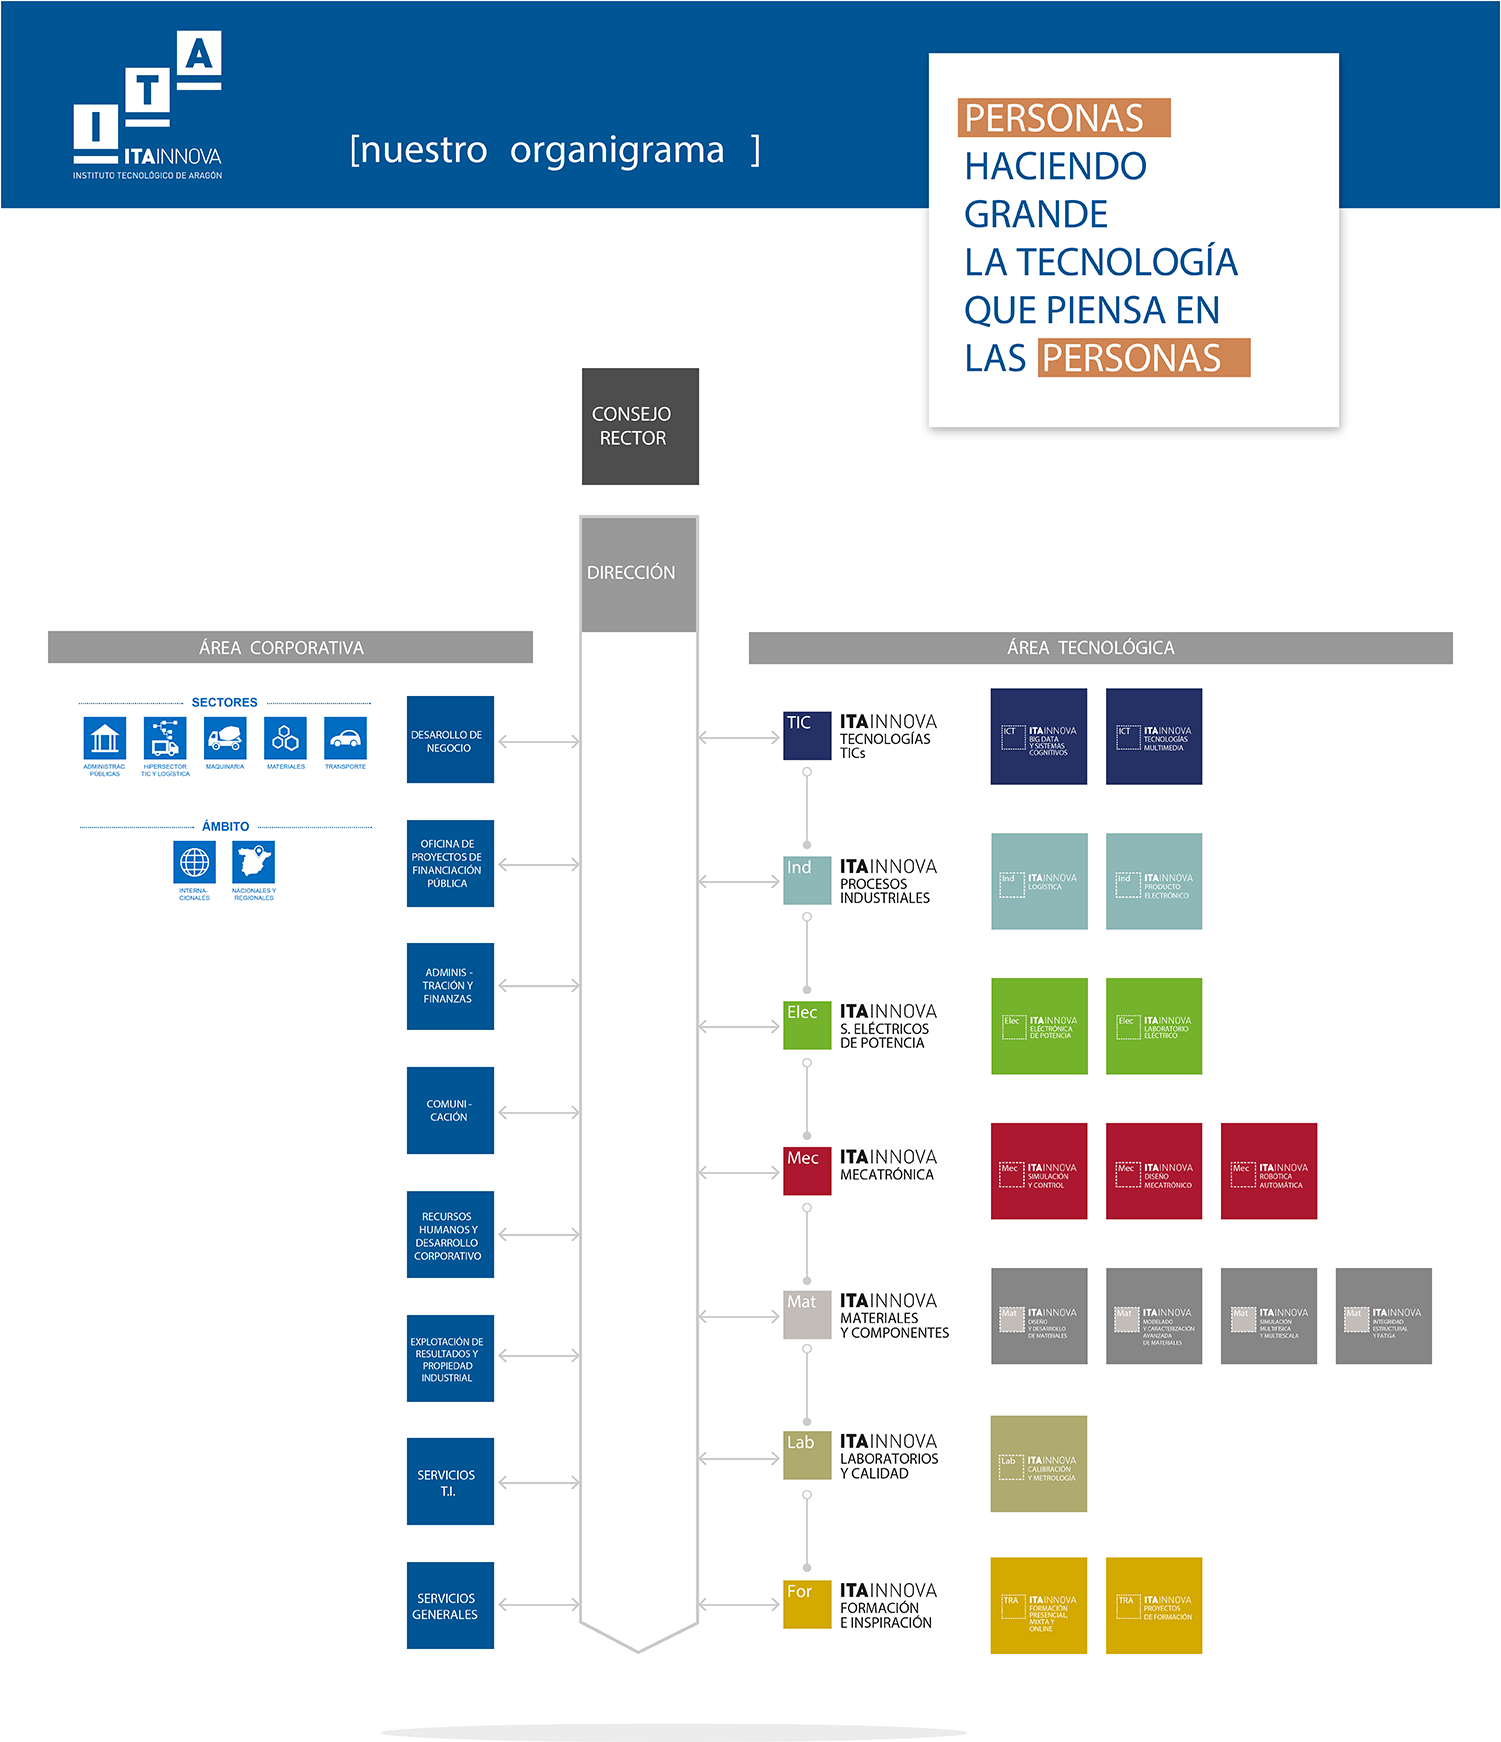 I
T
A
ITAINNOVA
INSTITUTO TECNOLÓGICO DE ARAGÓN
[nuestro organigrama ]
PERSONAS
HACIENDO
GRANDE
LA TECNOLOGÍA
QUE PIENSA EN
LAS PERSONAS
CONSEJO
RECTOR
DIRECCIÓN
ÁREA CORPORATIVA
SECTORES
ADMINISTRAC.
PÚBLICAS
HIPERSECTOR
TIC Y LOGÍSTICA
MAQUINARIA
MATERIALES
TRANSPORTE
ÁMBITO
INTERNA-
CIONALES
NACIONALES Y
REGIONALES
DESAROLLO DE
NEGOCIO
OFICINA DE
PROYECTOS DE
FINANCIACIÓN
PÚBLICA
ADMINIS -
TRACIÓN Y
FINANZAS
COMUNI -
CACIÓN
RECURSOS
HUMANOS Y
DESARROLLO
CORPORATIVO
EXPLOTACIÓN DE
RESULTADOS Y
PROPIEDAD
INDUSTRIAL
SERVICIOS
T.I.
SERVICIOS
GENERALES
ÁREA TECNOLÓGICA
TIC
ITAINNOVA
TECNOLOGÍAS
TICs
ICT ITAINNOVA
BIG DATA
Y SISTEMAS
COGNITIVOS
ICT ITAINNOVA
TECNOLOGÍAS
MULTIMEDIA
Ind
ITAINNOVA
PROCESOS
INDUSTRIALES
Ind ITAINNOVA
LOGÍSTICA
Ind ITAINNOVA
PRODUCTO
ELECTRÓNICO
Elec
ITAINNOVA
S. ELÉCTRICOS
DE POTENCIA
Elec ITAINNOVA
ELÉCTRÓNICA
DE POTENCIA
Elec ITAINNOVA
LABORATORIO
ELÉCTRICO
Mec
ITAINNOVA
MECATRÓNICA
Mec ITAINNOVA
SIMULACIÓN
Y CONTROL
Mec ITAINNOVA
DISEÑO
MECATRÓNICO
Mec ITAINNOVA
ROBÓTICA
AUTOMÁTICA
Mat
ITAINNOVA
MATERIALES
Y COMPONENTES
Mat ITAINNOVA
DISEÑO
Y DESARROLLO
DE MATERIALES
Mat ITAINNOVA
MODELADO
Y CARACTERIZACIÓN
AVANZADA
DE MATERIALES
Mat ITAINNOVA
SIMULACIÓN
MULTIFÍSICA
Y MULTIESCALA
Mat ITAINNOVA
INTEGRIDAD
ESTRUCTURAL
Y FATIGA
Lab
ITAINNOVA
LABORATORIOS
Y CALIDAD
Lab ITAINNOVA
CALIBRACIÓN
Y METROLOGÍA
For
ITAINNOVA
FORMACIÓN
E INSPIRACIÓN
TRA ITAINNOVA
FORMACIÓN
PRESENCIAL,
MIXTA Y
ONLINE
TRA ITAINNOVA
PROYECTOS
DE FORMACIÓN